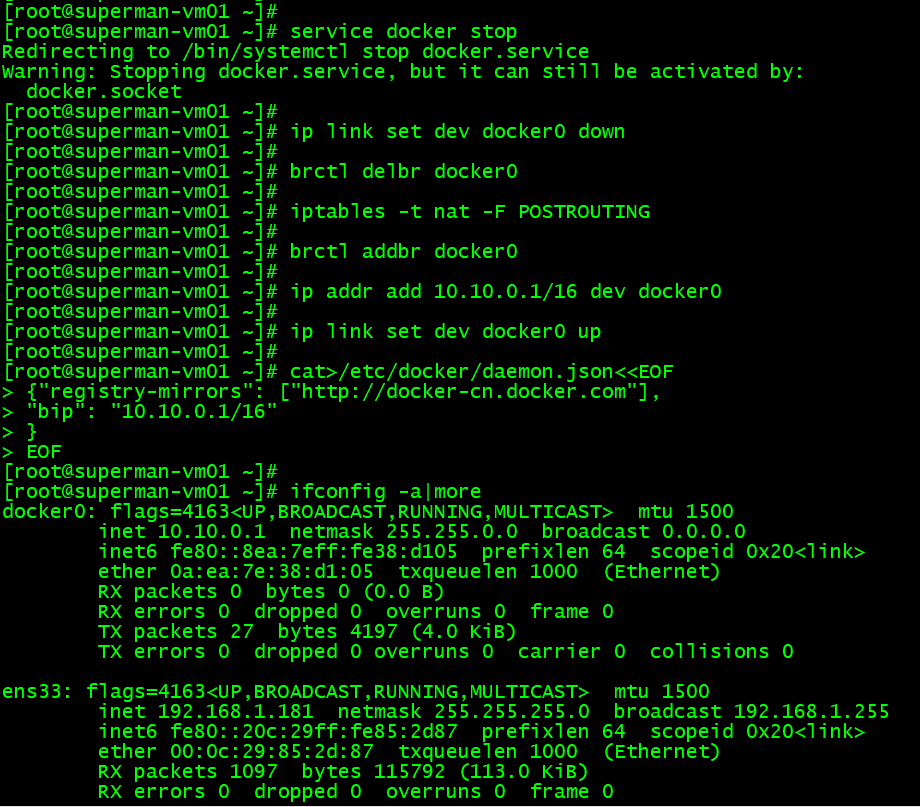 [root@superman-vm01 ~]#
[root@superman-vm01 ~]# service docker stop
Redirecting to /bin/systemctl stop docker.service
Warning: Stopping docker.service, but it can still be activated by:
  docker.socket
[root@superman-vm01 ~]#
[root@superman-vm01 ~]# ip link set dev docker0 down
[root@superman-vm01 ~]#
[root@superman-vm01 ~]# brctl delbr docker0
[root@superman-vm01 ~]#
[root@superman-vm01 ~]# iptables -t nat -F POSTROUTING
[root@superman-vm01 ~]#
[root@superman-vm01 ~]# brctl addbr docker0
[root@superman-vm01 ~]#
[root@superman-vm01 ~]# ip addr add 10.10.0.1/16 dev docker0
[root@superman-vm01 ~]#
[root@superman-vm01 ~]# ip link set dev docker0 up
[root@superman-vm01 ~]#
[root@superman-vm01 ~]# cat>/etc/docker/daemon.json<<EOF
> {"registry-mirrors": ["http://docker-cn.docker.com"],
> "bip": "10.10.0.1/16"
> }
> EOF
[root@superman-vm01 ~]#
[root@superman-vm01 ~]# ifconfig -a|more
docker0: flags=4163<UP,BROADCAST,RUNNING,MULTICAST>  mtu 1500
        inet 10.10.0.1  netmask 255.255.0.0  broadcast 0.0.0.0
        inet6 fe80::8ea:7eff:fe38:d105  prefixlen 64  scopeid 0x20<link>
        ether 0a:ea:7e:38:d1:05  txqueuelen 1000  (Ethernet)
        RX packets 0  bytes 0 (0.0 B)
        RX errors 0  dropped 0  overruns 0  frame 0
        TX packets 27  bytes 4197 (4.0 KiB)
        TX errors 0  dropped 0 overruns 0  carrier 0  collisions 0
ens33: flags=4163<UP,BROADCAST,RUNNING,MULTICAST>  mtu 1500
        inet 192.168.1.181  netmask 255.255.255.0  broadcast 192.168.1.255
        inet6 fe80::20c:29ff:fe85:2d87  prefixlen 64  scopeid 0x20<link>
        ether 00:0c:29:85:2d:87  txqueuelen 1000  (Ethernet)
        RX packets 1097  bytes 115792 (113.0 KiB)
        RX errors 0  dropped 0  overruns 0  frame 0